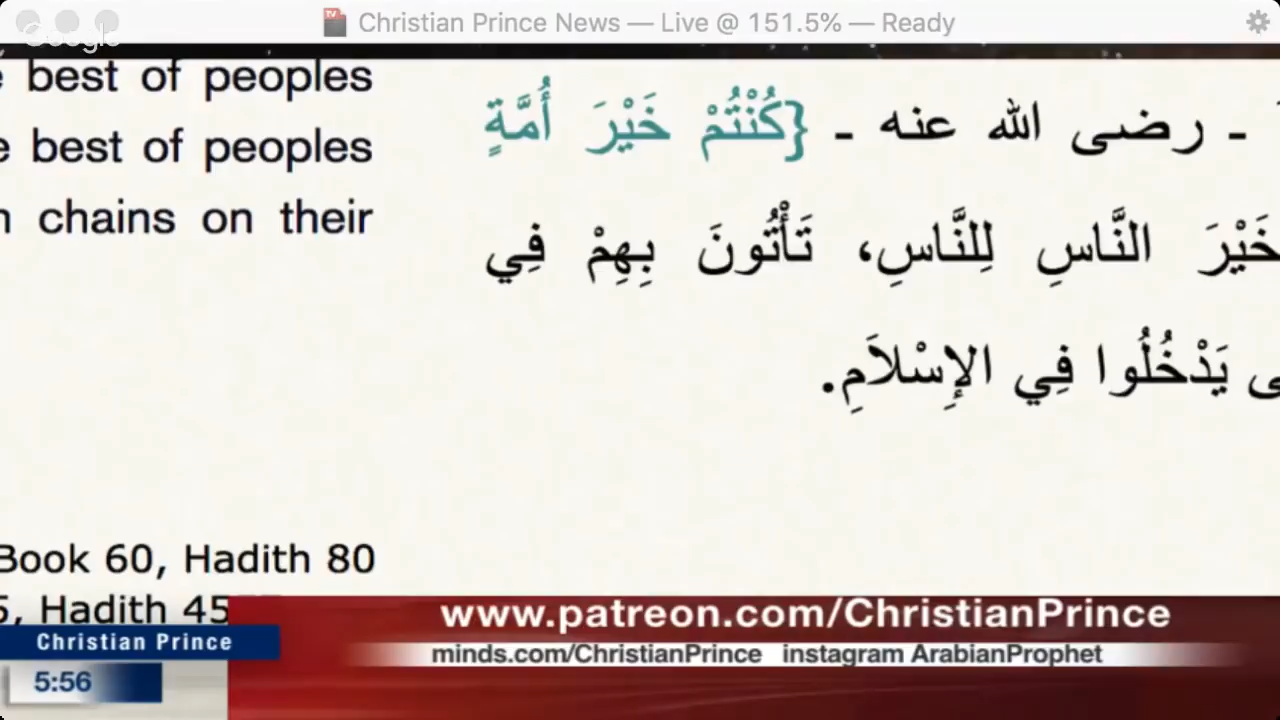 Christian Prince News — Live @ 151.5% — Ready
Google
best of peoples
best of peoples
chains on their
ـ رضى الله عنه ـ {كُنْتُمْ خَيْرَ أُمَّةٍ
خَيْرَ النَّاسِ لِلنَّاسِ، تَأْتُونَ بِهِمْ فِي
يَدْخُلُوا فِي الإِسْلاَمِ.
Book 60, Hadith 80
Hadith
www.patreon.com/ChristianPrince
Christian Prince
minds.com/ChristianPrince instagram ArabianProphet
5:56